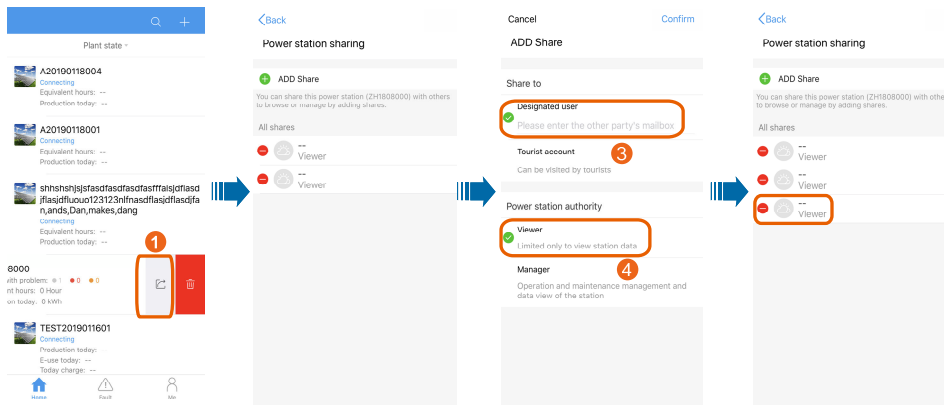 Plant state
A20190118004
Connecting
Equivalent hours: --
Production today: --
A20190118001
Connecting
Equivalent hours: --
Production today: --
shhshshjsjsfasdfasdfasdfasfffaisjdflasd
jflasjdfluouo123123nlfnasdflasjdflasdjfa
n,ands,Dan,makes,dang
Connecting
Equivalent hours: --
Production today: --
1
8000
with problem: 1 0 0
nt hours: 0 Hour
on today: 0 kWh
TEST2019011601
Connecting
Production today:
E-use today: --
Today charge: --
Home
Fault
Me
Back
Power station sharing
ADD Share
You can share this power station (ZH1808000) with others
to browse or manage by adding shares.
All shares
--
Viewer
--
Viewer
Cancel
Confirm
ADD Share
Share to
Designated user
Please enter the other party's mailbox
3
Tourist account
Can be visited by tourists
Power station authority
Viewer
Limited only to view station data
4
Manager
Operation and maintenance management and
data view of the station
Back
Power station sharing
ADD Share
You can share this power station (ZH1808000) with othe
to browse or manage by adding shares.
All shares
--
Viewer
--
Viewer
--
Viewer